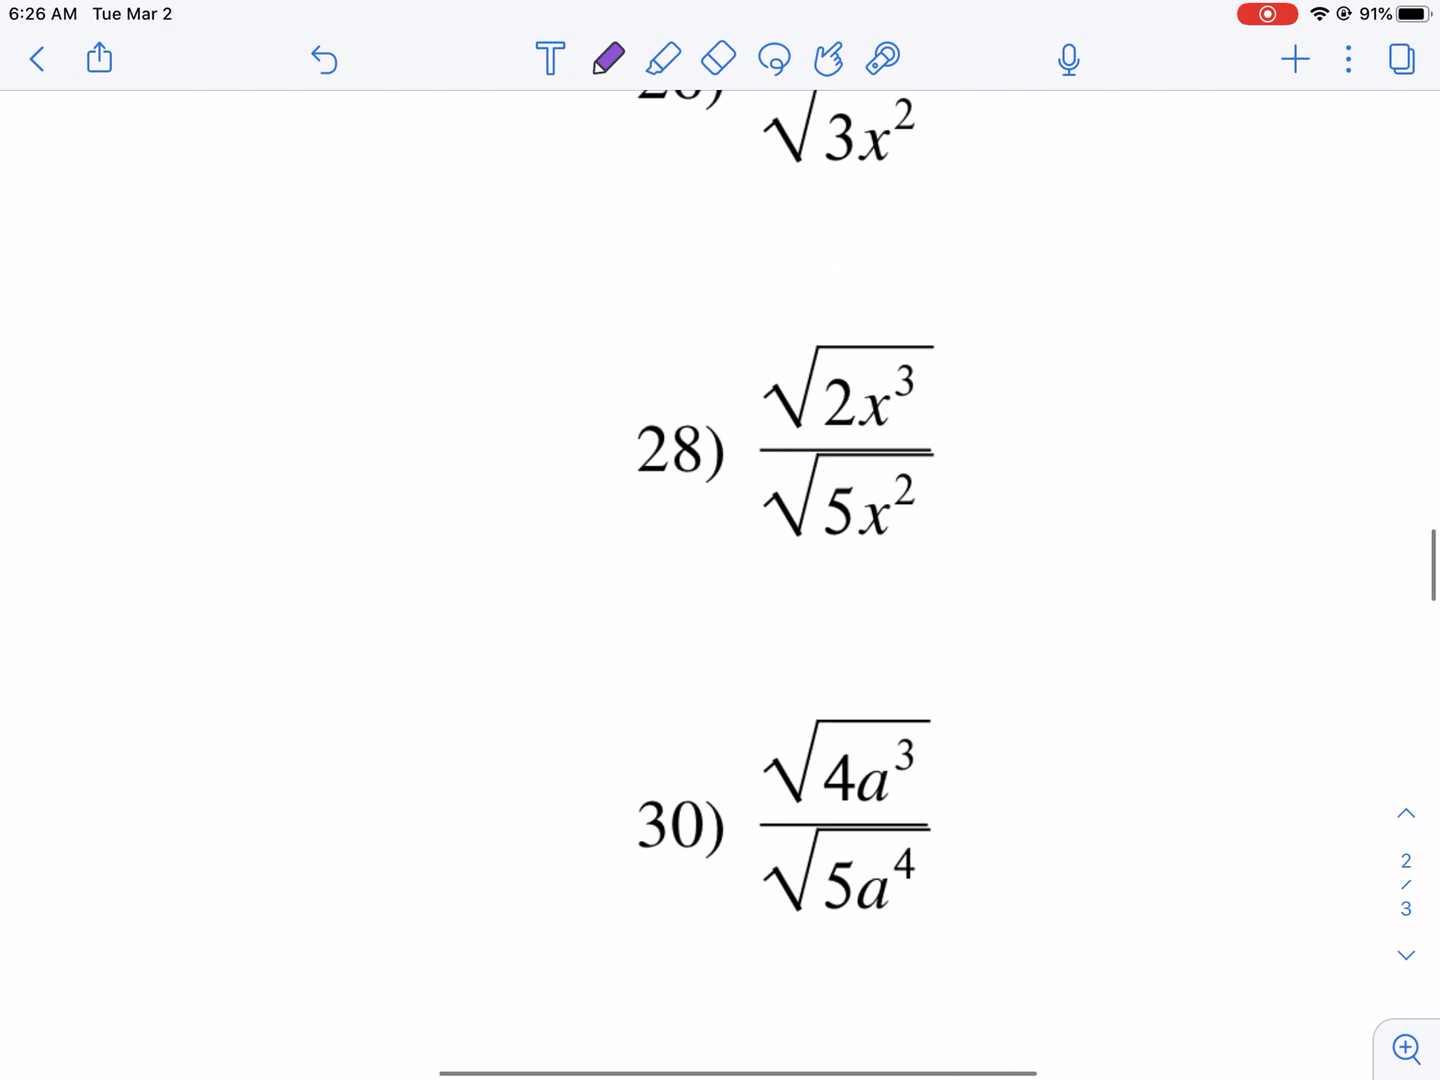 6:26 AM Tue Mar 2
91%
√3x²
28) √2x³ / √5x²
30) √4a³ / √5a⁴
2
/
3